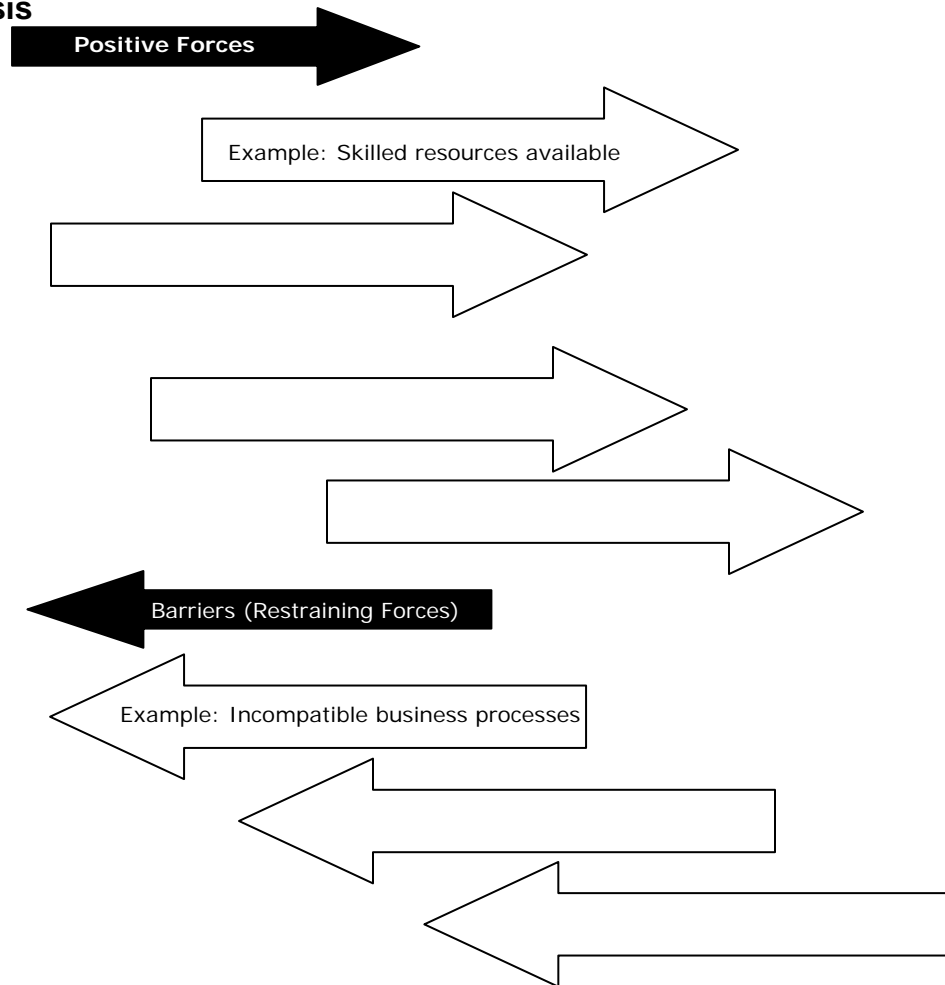 sis
Positive Forces
Example: Skilled resources available
Barriers (Restraining Forces)
Example: Incompatible business processes